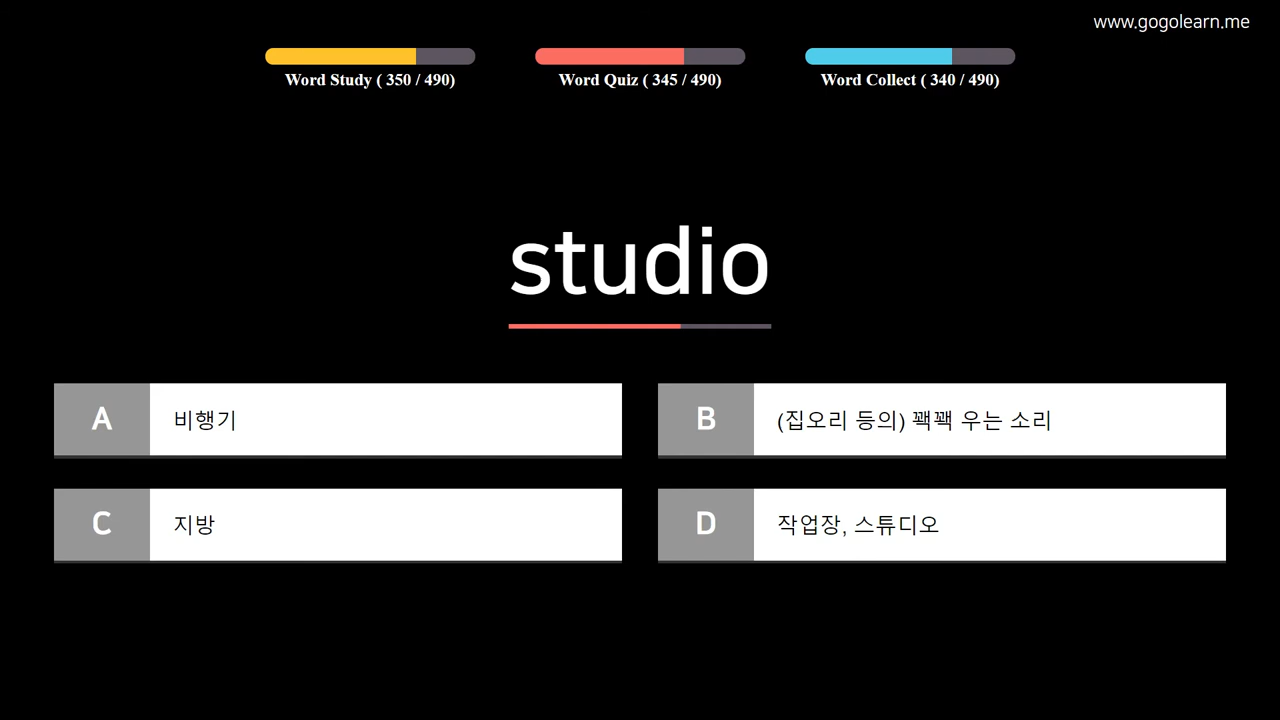 www.gogolearn.me
Word Study ( 350 / 490)
Word Quiz ( 345 / 490)
Word Collect ( 340 / 490)
studio
A 비행기
B (집오리 등의) 꽥꽥 우는 소리
C 지방
D 작업장, 스튜디오